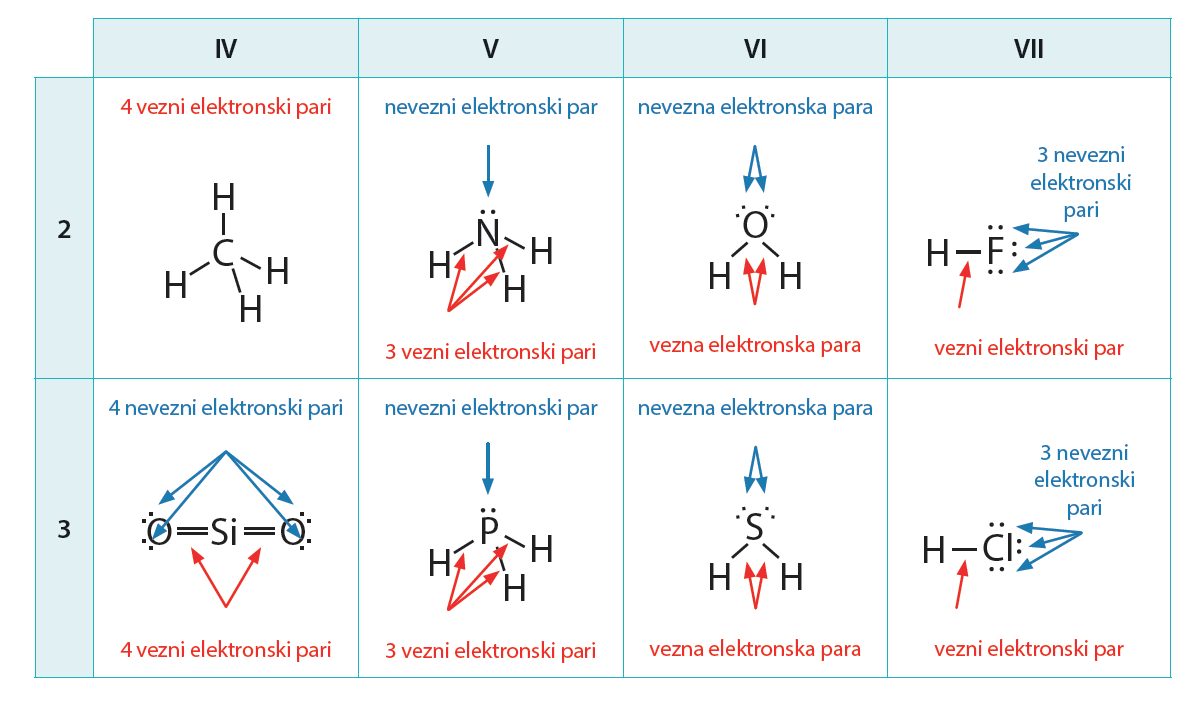 IV V VI VII
2
4 vezni elektronski pari
H
C
H H
H
nevezni elektronski par
N
H H
H
3 vezni elektronski pari
nevezna elektronska para
O
H H
vezna elektronska para
3 nevezni
elektronski
pari
H F
vezni elektronski par
3
4 nevezni elektronski pari
O Si O
4 vezni elektronski pari
nevezni elektronski par
P
H H
H
3 vezni elektronski pari
nevezna elektronska para
S
H H
vezna elektronska para
3 nevezni
elektronski
pari
H Cl
vezni elektronski par